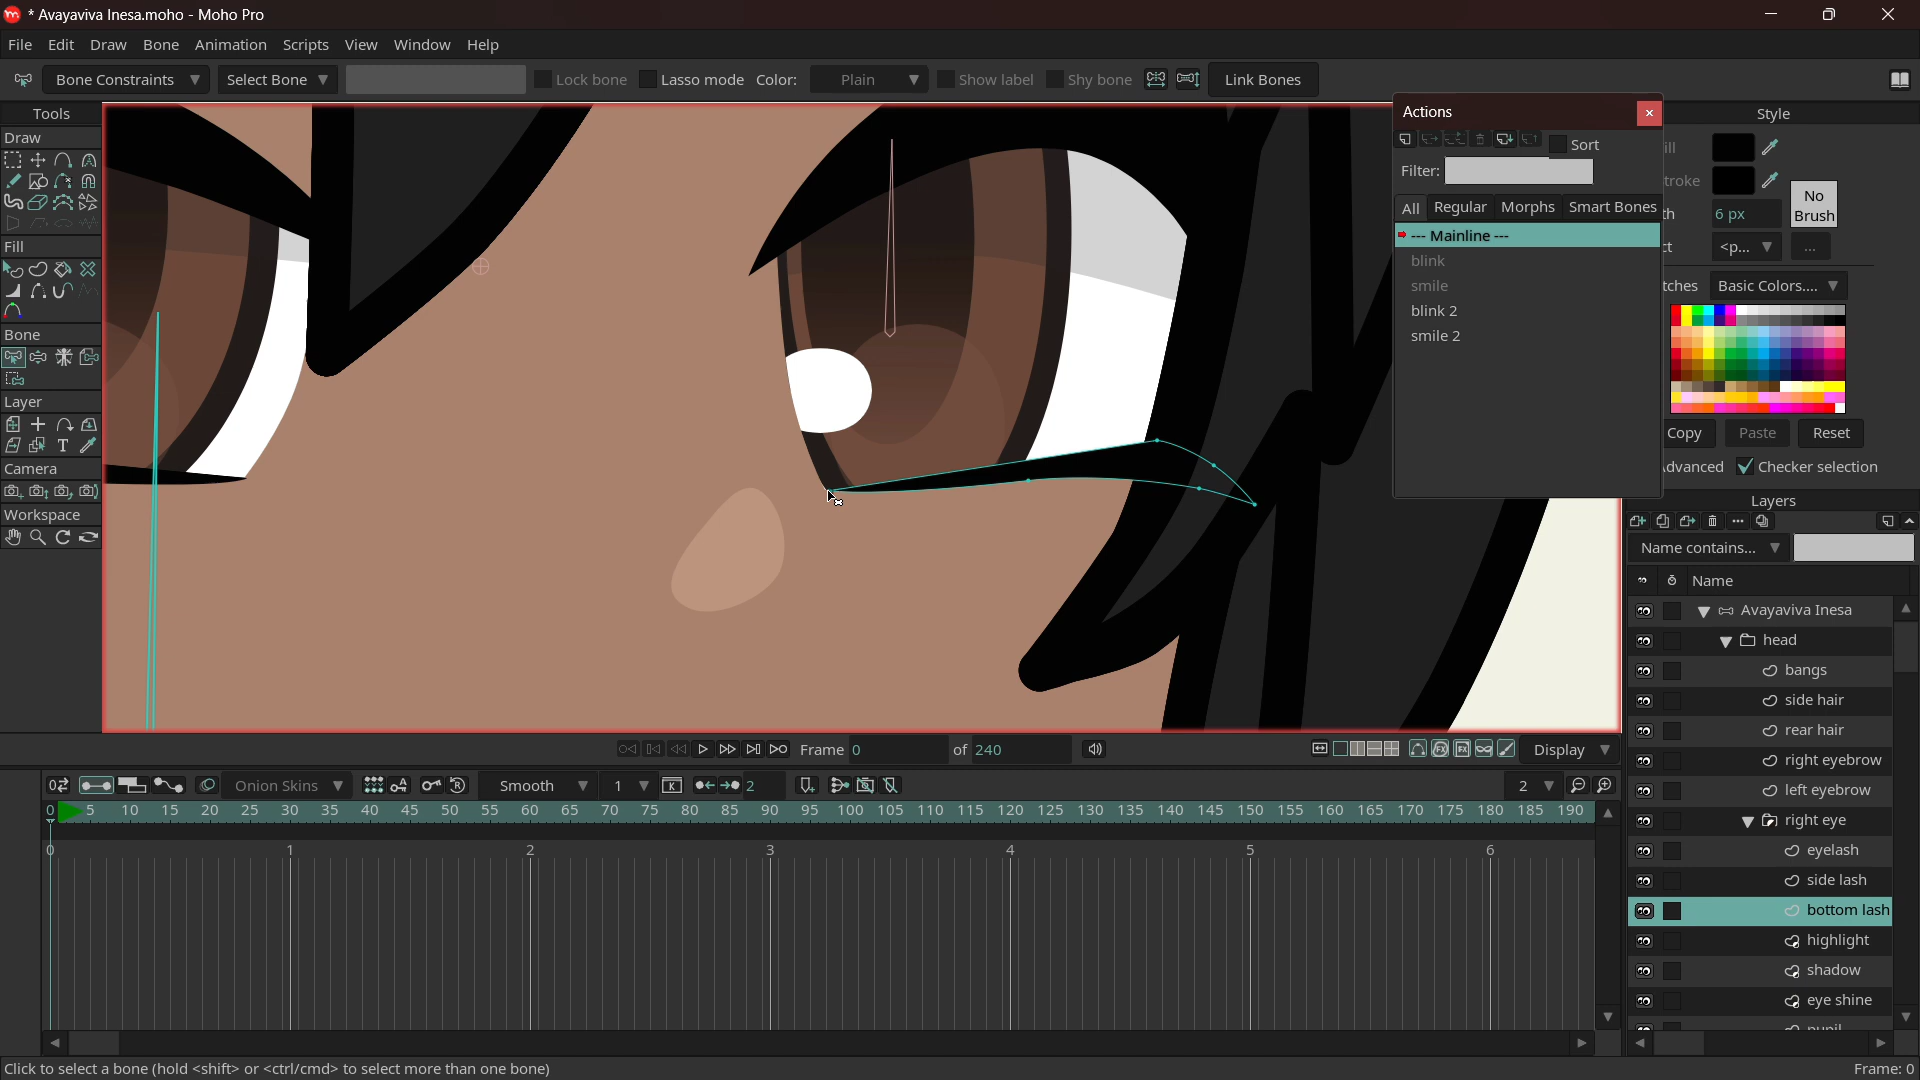 * Avayaviva Inesa.moho - Moho Pro
File Edit Draw Bone Animation Scripts View Window Help
Bone Constraints Select Bone Lock bone Lasso mode Color: Plain Show label Shy bone Link Bones
Tools
Draw
Fill
Bone
Layer
Camera
Workspace
Actions
Sort
Filter:
All Regular Morphs Smart Bones
--- Mainline ---
blink
smile
blink 2
smile 2
Style
ill
troke
No
Brush
th 6 px
ct <p... ...
tches Basic Colors....
Copy Paste Reset
Advanced Checker selection
Layers
Name contains...
Name
Avayaviva Inesa
head
bangs
side hair
rear hair
right eyebrow
left eyebrow
right eye
eyelash
side lash
bottom lash
highlight
shadow
eye shine
pupil
Frame 0 of 240 Display
Onion Skins Smooth 1 2 2
0 5 10 15 20 25 30 35 40 45 50 55 60 65 70 75 80 85 90 95 100 105 110 115 120 125 130 135 140 145 150 155 160 165 170 175 180 185 190
0 1 2 3 4 5 6
Click to select a bone (hold <shift> or <ctrl/cmd> to select more than one bone) Frame: 0